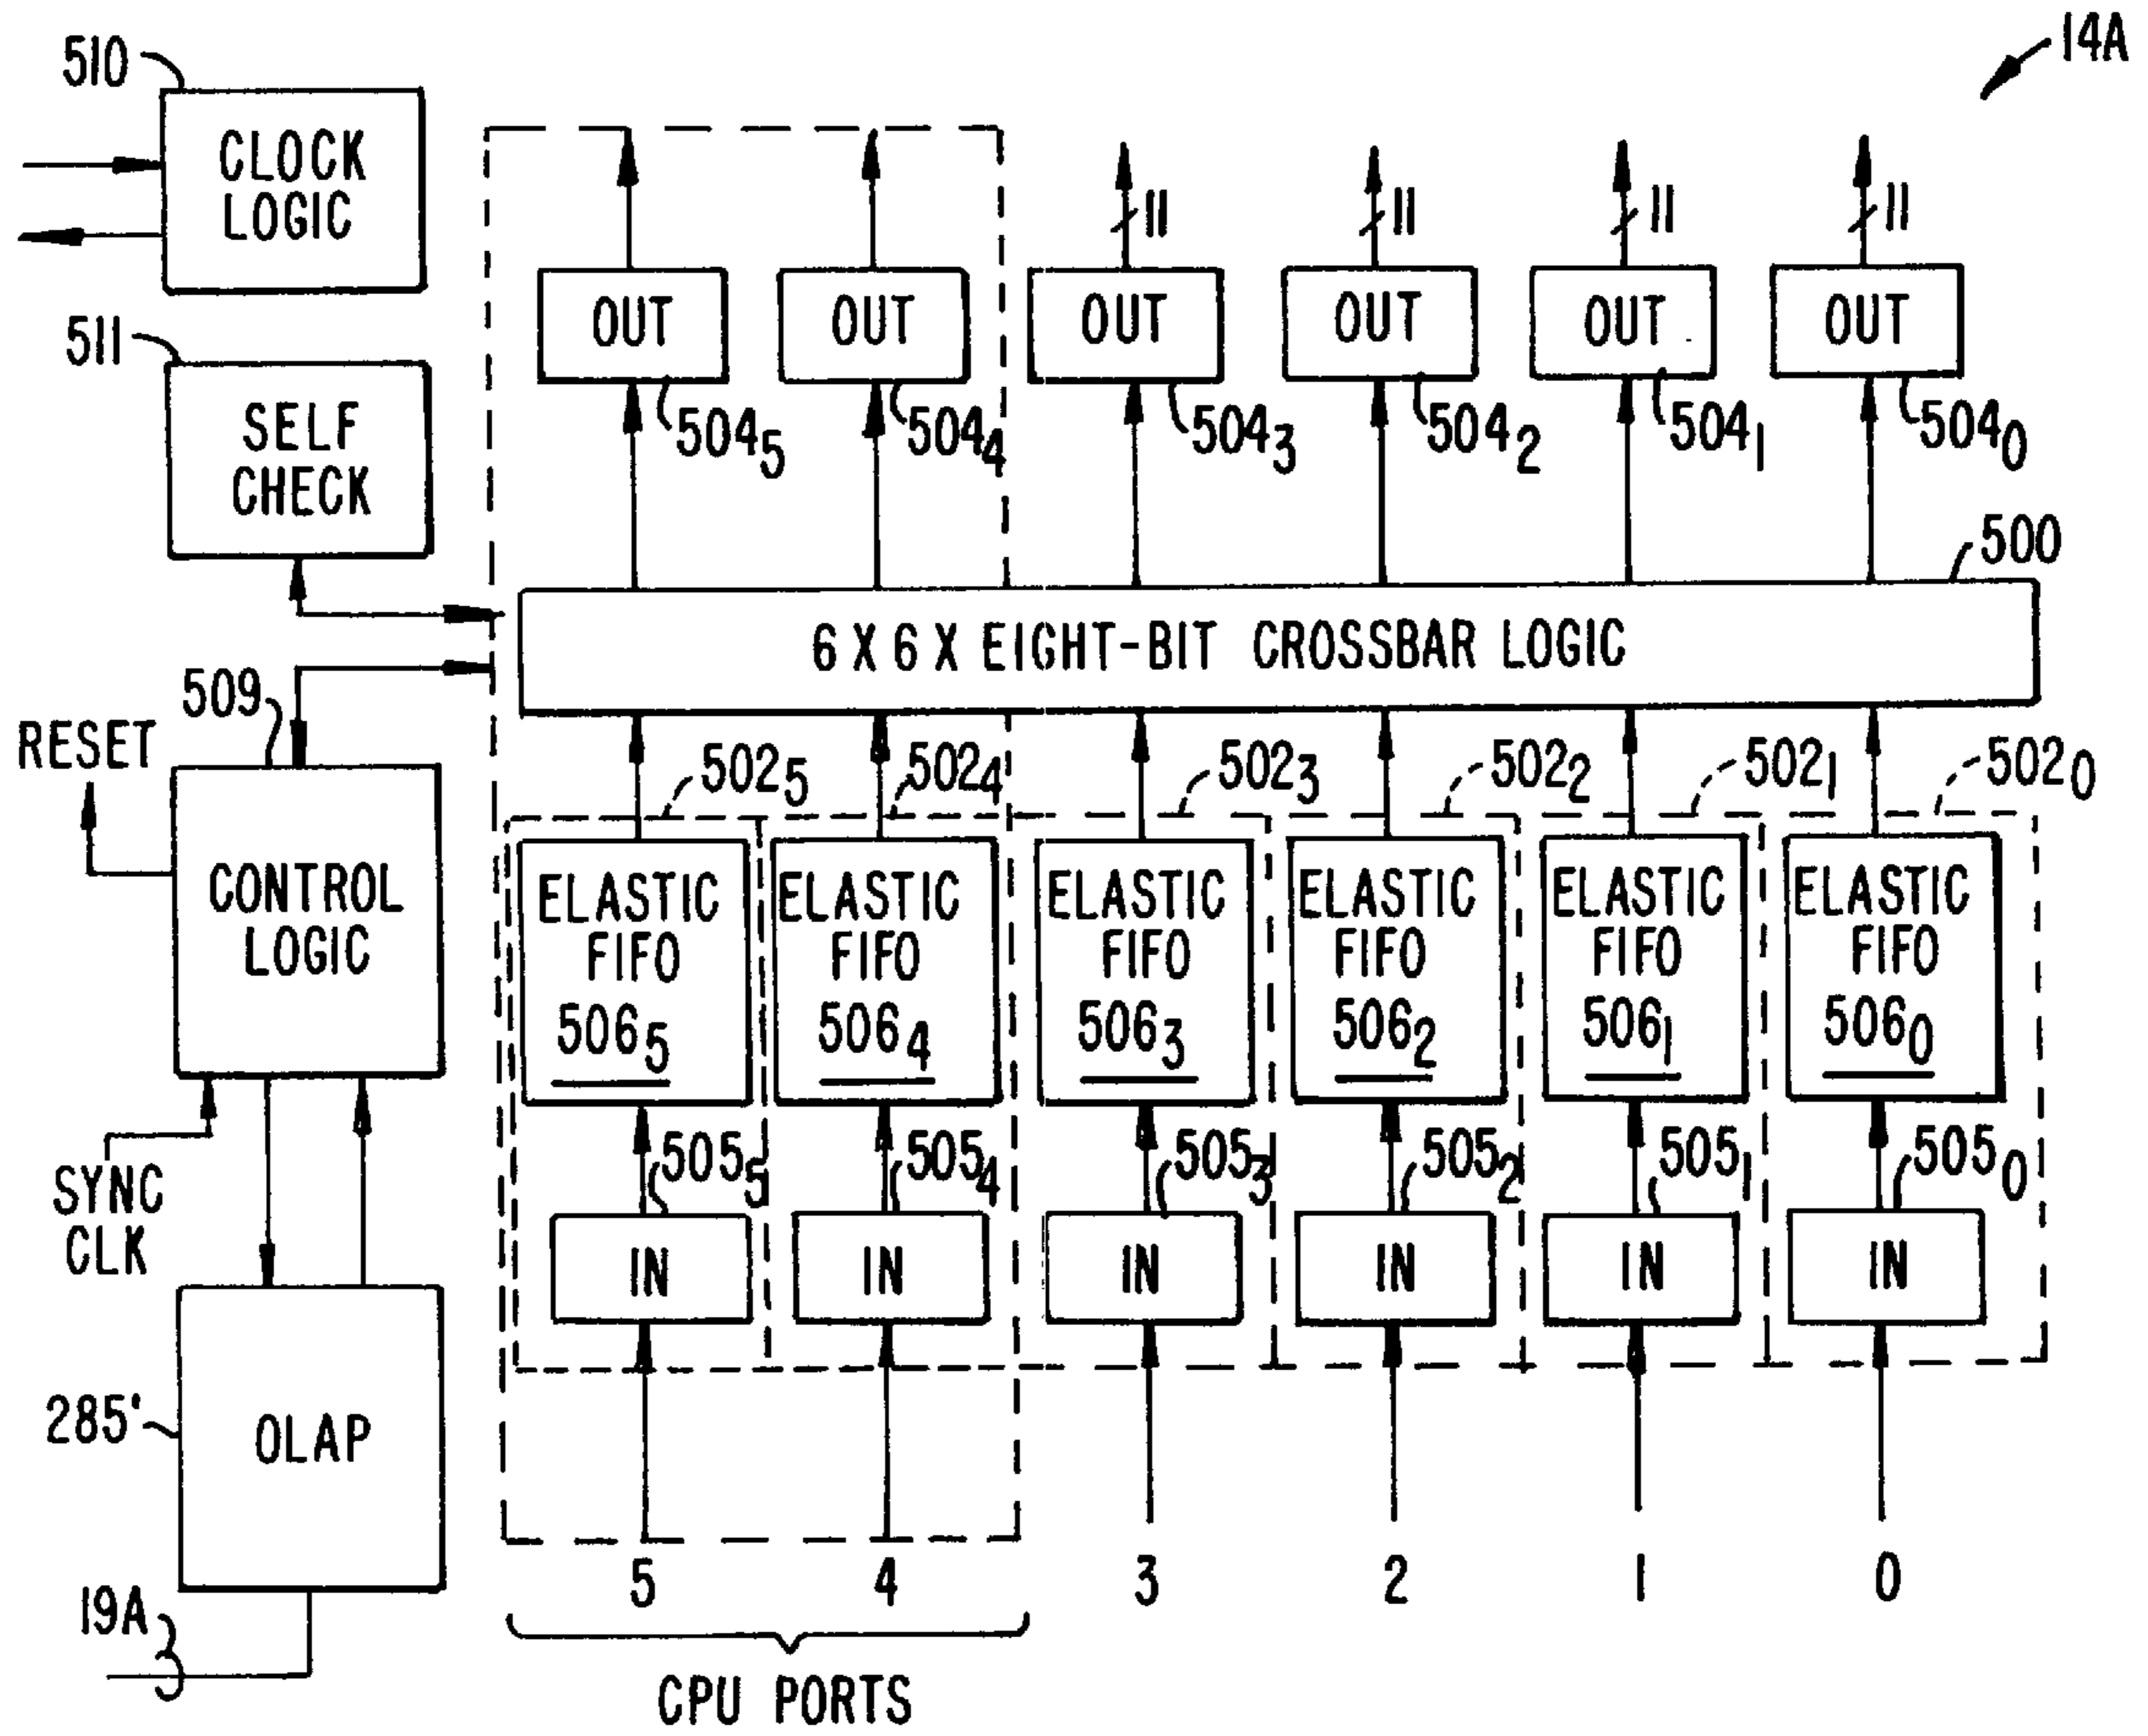 14A
510
CLOCK
LOGIC
11 11 11 11
511
OUT OUT OUT OUT OUT OUT
SELF
CHECK
504₅ 504₄ 504₃ 504₂ 504₁ 504₀
500
6 X 6 X EIGHT-BIT CROSSBAR LOGIC
509
RESET
502₅ 502₄ 502₃ 502₂ 502₁ 502₀
CONTROL
LOGIC
ELASTIC FIFO 506₅
ELASTIC FIFO 506₄
ELASTIC FIFO 506₃
ELASTIC FIFO 506₂
ELASTIC FIFO 506₁
ELASTIC FIFO 506₀
505₅ 505₄ 505₃ 505₂ 505₁ 505₀
SYNC
CLK
IN IN IN IN IN IN
285'
OLAP
5 4 3 2 1 0
19A
CPU PORTS